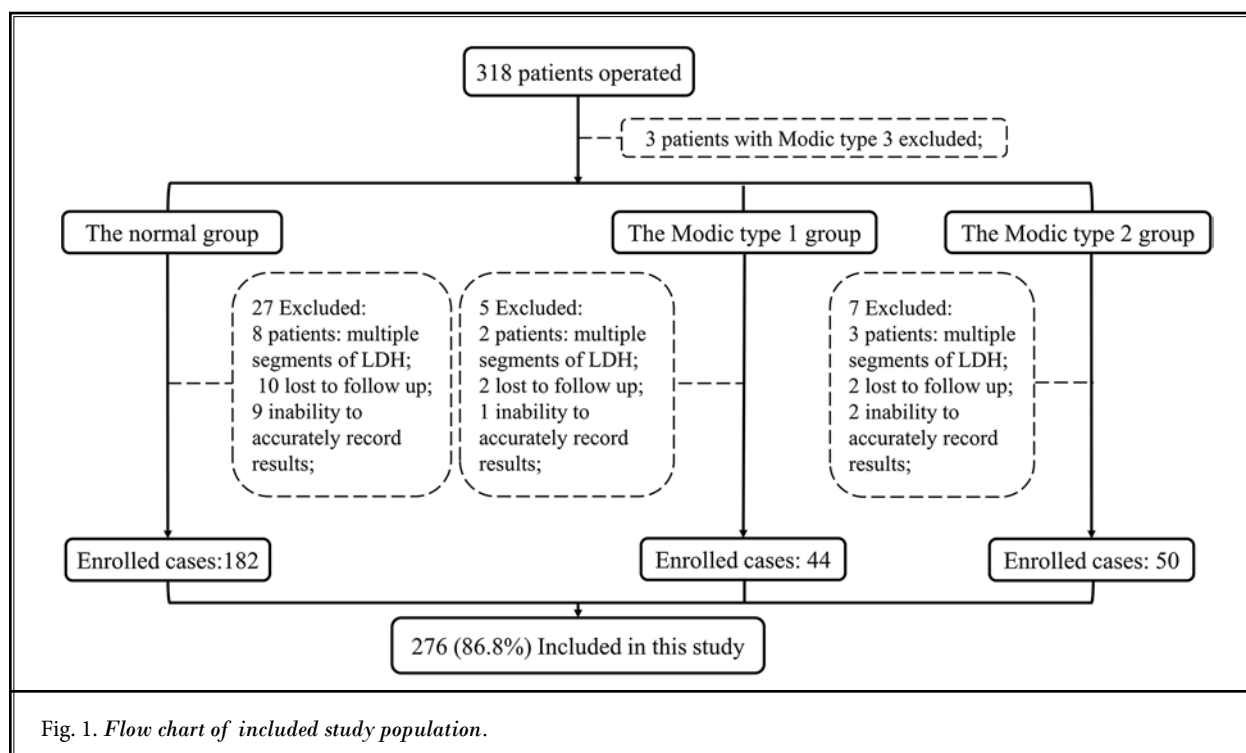 318 patients operated
3 patients with Modic type 3 excluded;
The normal group
The Modic type 1 group
The Modic type 2 group
27 Excluded:
8 patients: multiple
segments of LDH;
10 lost to follow up;
9 inability to
accurately record
results;
5 Excluded:
2 patients: multiple
segments of LDH;
2 lost to follow up;
1 inability to
accurately record
results;
7 Excluded:
3 patients: multiple
segments of LDH;
2 lost to follow up;
2 inability to
accurately record
results;
Enrolled cases:182
Enrolled cases: 44
Enrolled cases: 50
276 (86.8%) Included in this study
Fig. 1. Flow chart of included study population.